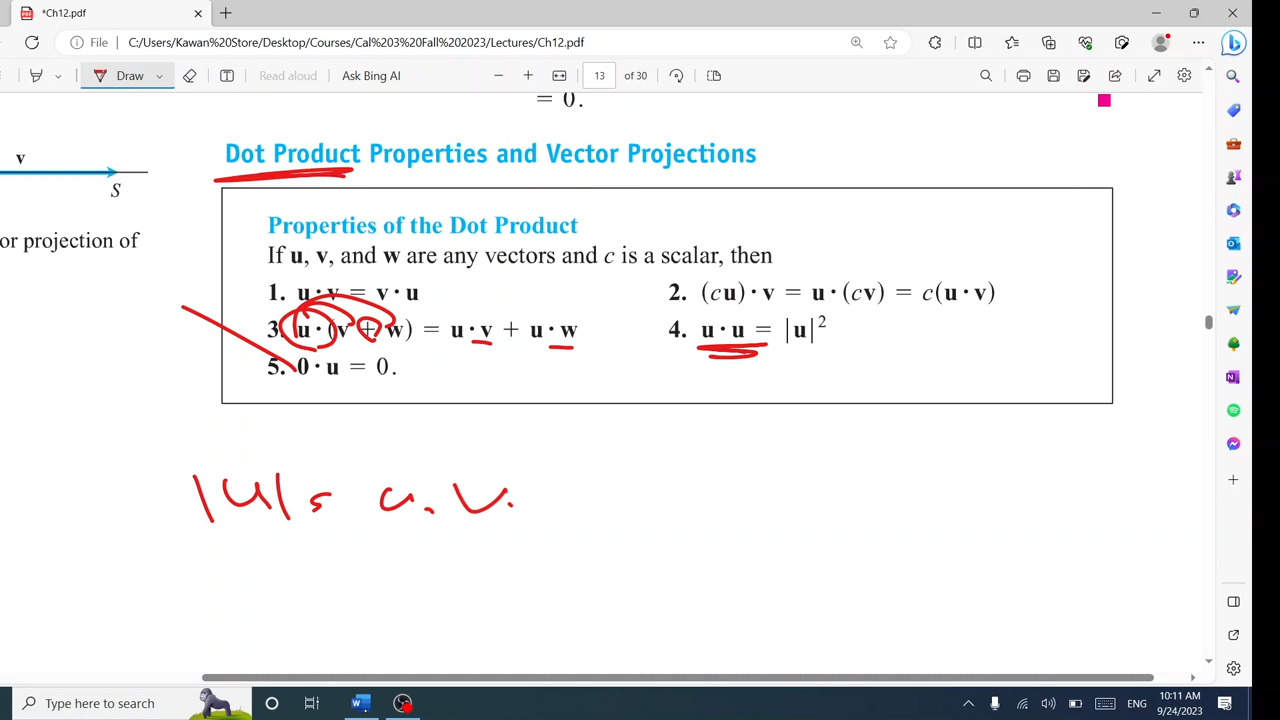 *Ch12.pdf
File C:/Users/Kawan%20Store/Desktop/Courses/Cal%203%20Fall%202023/Lectures/Ch12.pdf
Draw Read aloud Ask Bing AI 13 of 30
= 0.
v
S
or projection of
Dot Product Properties and Vector Projections
Properties of the Dot Product
If u, v, and w are any vectors and c is a scalar, then
1. u · v = v · u
2. (cu) · v = u · (cv) = c(u · v)
3. u · (v + w) = u · v + u · w
4. u · u = |u|²
5. 0 · u = 0.
|u|
Type here to search
ENG
10:11 AM
9/24/2023